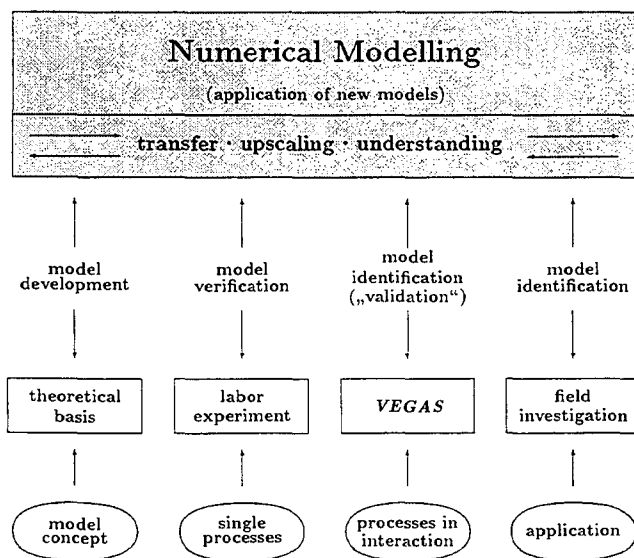 Numerical Modelling
(application of new models)
transfer · upscaling · understanding
model
development
model
verification
model
identification
(„validation“)
model
identification
theoretical
basis
labor
experiment
VEGAS
field
investigation
model
concept
single
processes
processes in
interaction
application